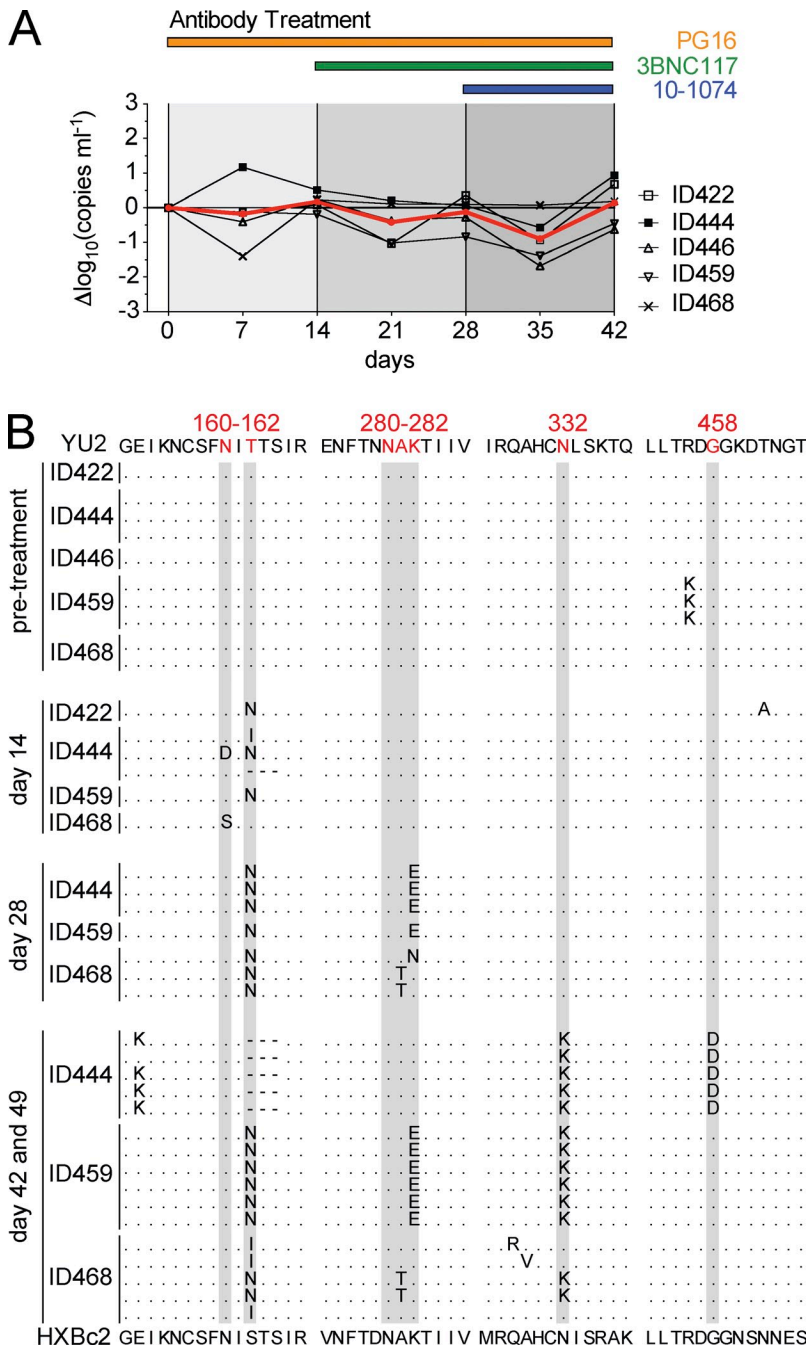 A
Antibody Treatment
PG16
3BNC117
10-1074
Δlog10(copies ml-1)
3
2
1
0
-1
-2
-3
0 7 14 21 28 35 42
days
ID422
ID444
ID446
ID459
ID468
B
160-162 280-282 332 458
YU2 GEIKNCSFNITTSIR ENFTNNAKTIIV IRQAHCNLSKTQ LLTRDGGKDTNGT
pre-treatment
ID422
ID444
ID446
ID459
K
K
K
ID468
day 14
ID422 N A
I
ID444 D N
- - -
ID459 N
ID468 S
day 28
N E
ID444 N E
N E
ID459 N E
N N
ID468 N T
N T
day 42 and 49
K - - - K D
- - - K D
ID444 K - - - K D
K - - - K D
K - - - K D
N E K
N E K
ID459 N E K
N E K
N E K
N E K
I R
I V
ID468 N T K
N T K
I
HXBc2 GEIKNCSFNISTSIR VNFTDNAKTIIV MRQAHCNISRAK LLTRDGGNSNNES